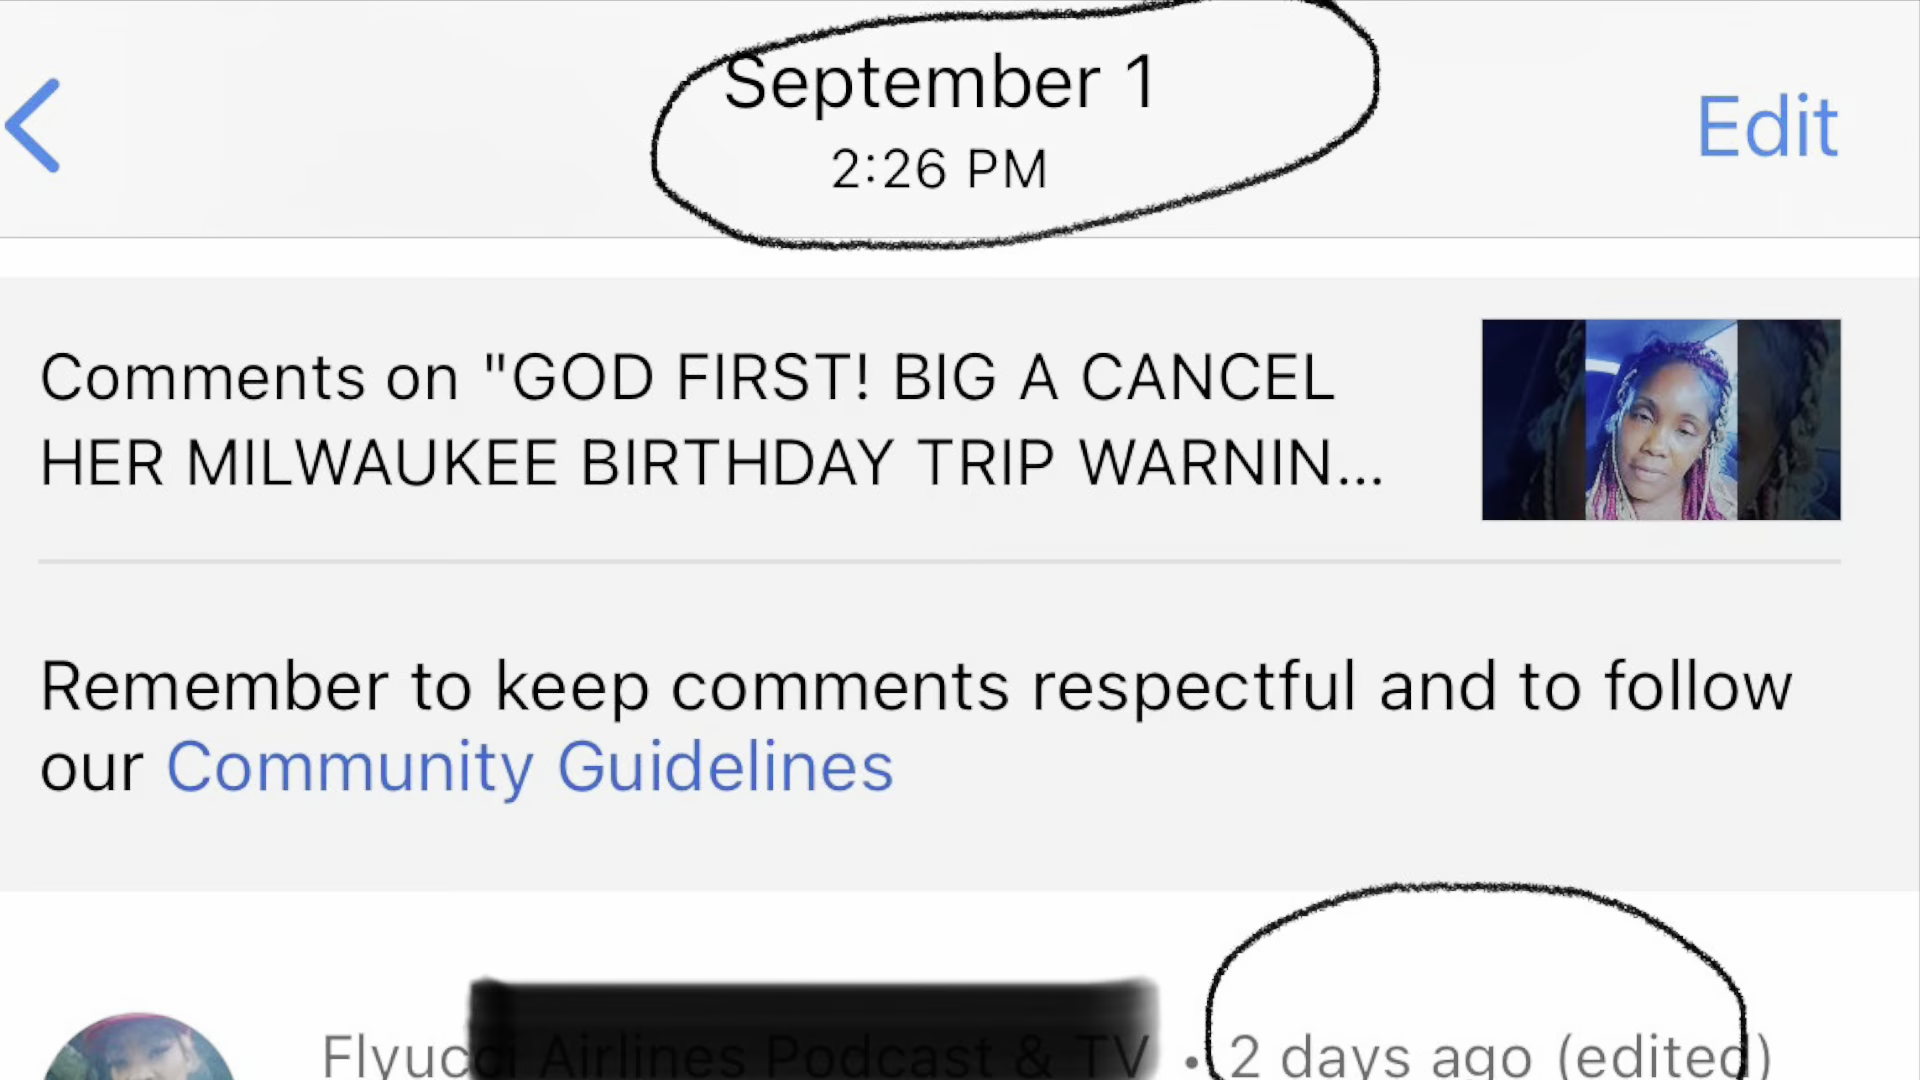 September 1
2:26 PM
Edit
Comments on "GOD FIRST! BIG A CANCEL
HER MILWAUKEE BIRTHDAY TRIP WARNIN...
Remember to keep comments respectful and to follow
our Community Guidelines
Flyucci Airlines Podcast & TV • 2 days ago (edited)